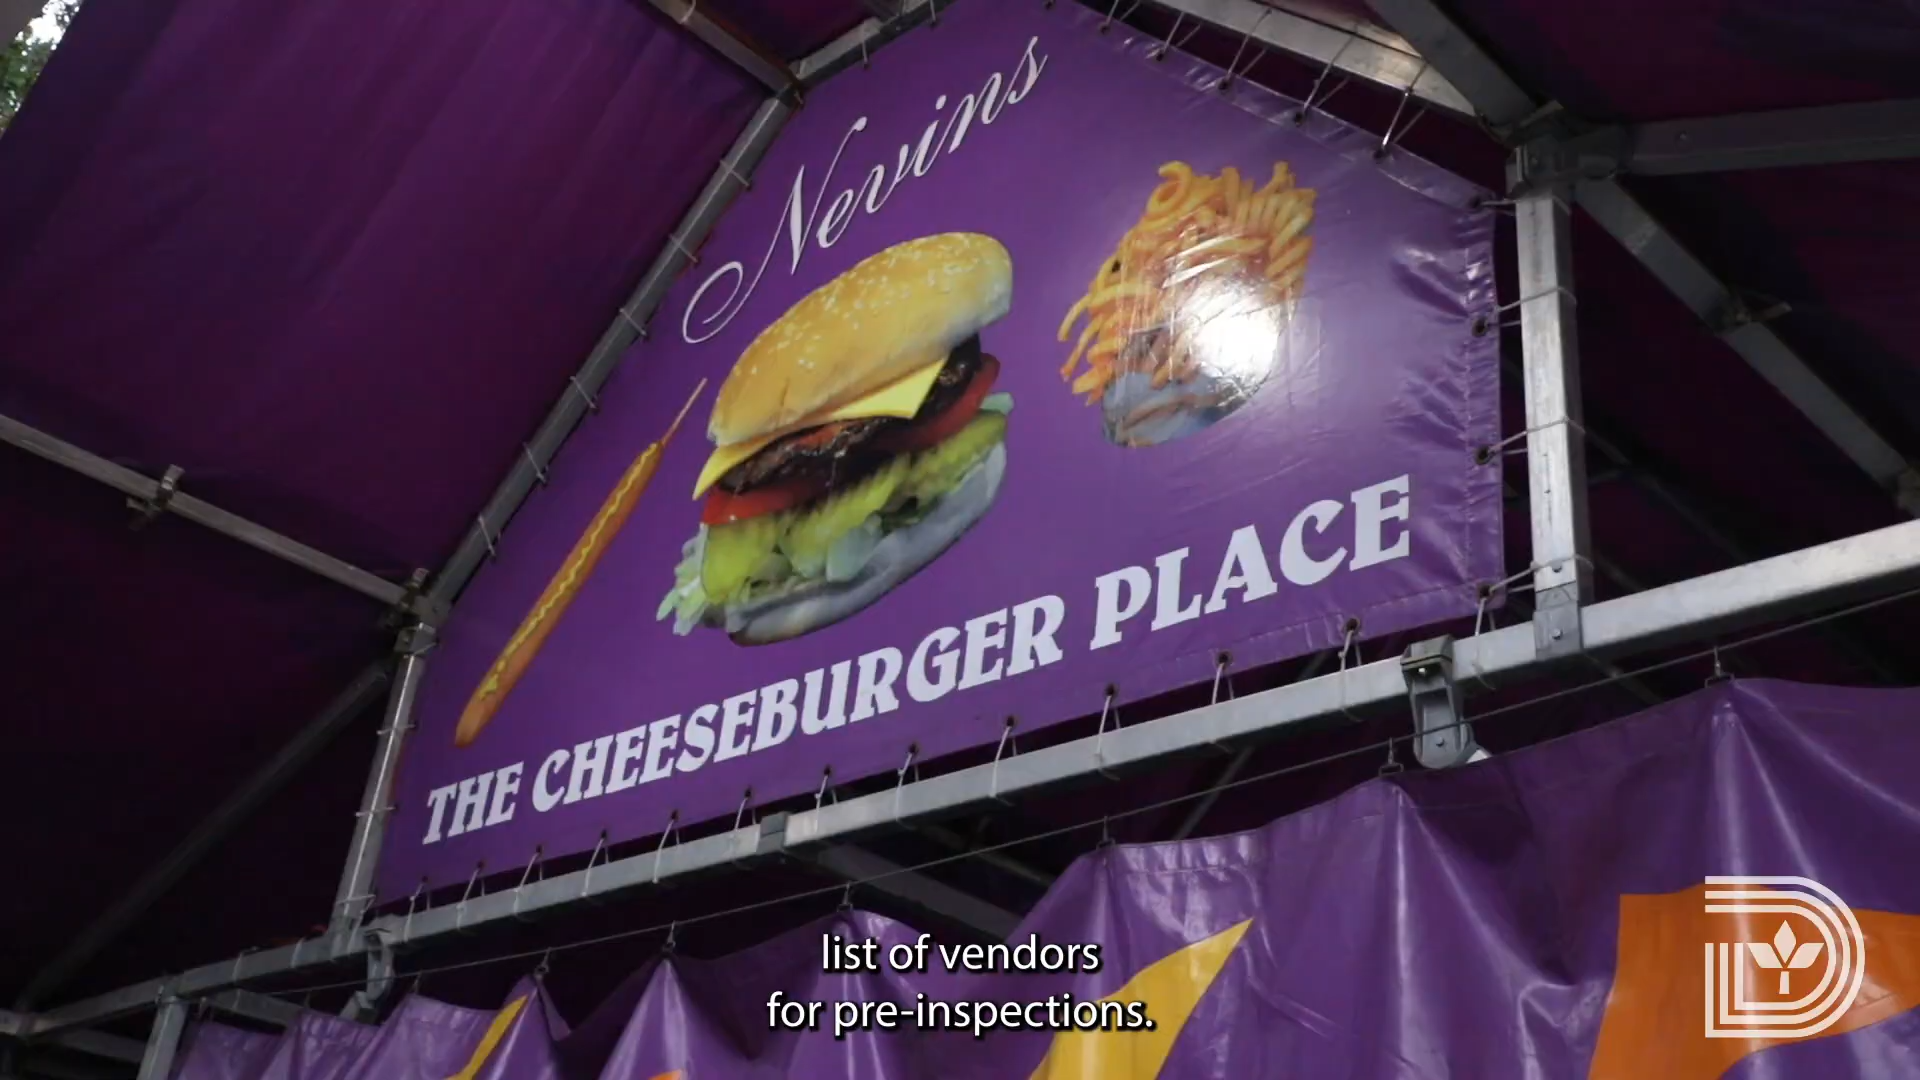 Nevins
THE CHEESEBURGER PLACE
list of vendors
for pre-inspections.